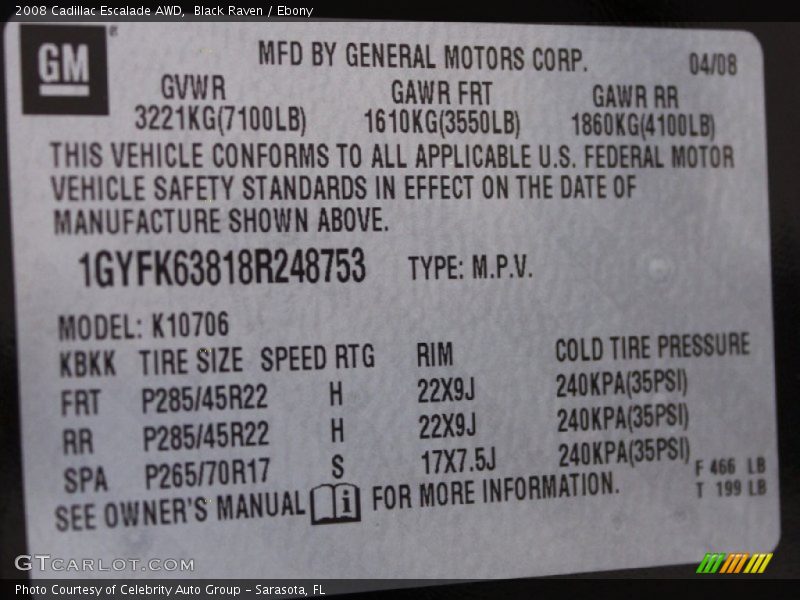 2008 Cadillac Escalade AWD, Black Raven / Ebony
GM®
MFD BY GENERAL MOTORS CORP. 04/08
GVWR GAWR FRT GAWR RR
3221KG(7100LB) 1610KG(3550LB) 1860KG(4100LB)
THIS VEHICLE CONFORMS TO ALL APPLICABLE U.S. FEDERAL MOTOR
VEHICLE SAFETY STANDARDS IN EFFECT ON THE DATE OF
MANUFACTURE SHOWN ABOVE.
1GYFK63818R248753 TYPE: M.P.V.
MODEL: K10706
KBKK TIRE SIZE SPEED RTG RIM COLD TIRE PRESSURE
FRT P285/45R22 H 22X9J 240KPA(35PSI)
RR P285/45R22 H 22X9J 240KPA(35PSI)
SPA P265/70R17 S 17X7.5J 240KPA(35PSI) F 466 LB
T 199 LB
SEE OWNER'S MANUAL i FOR MORE INFORMATION.
GTCARLOT.COM
Photo Courtesy of Celebrity Auto Group - Sarasota, FL